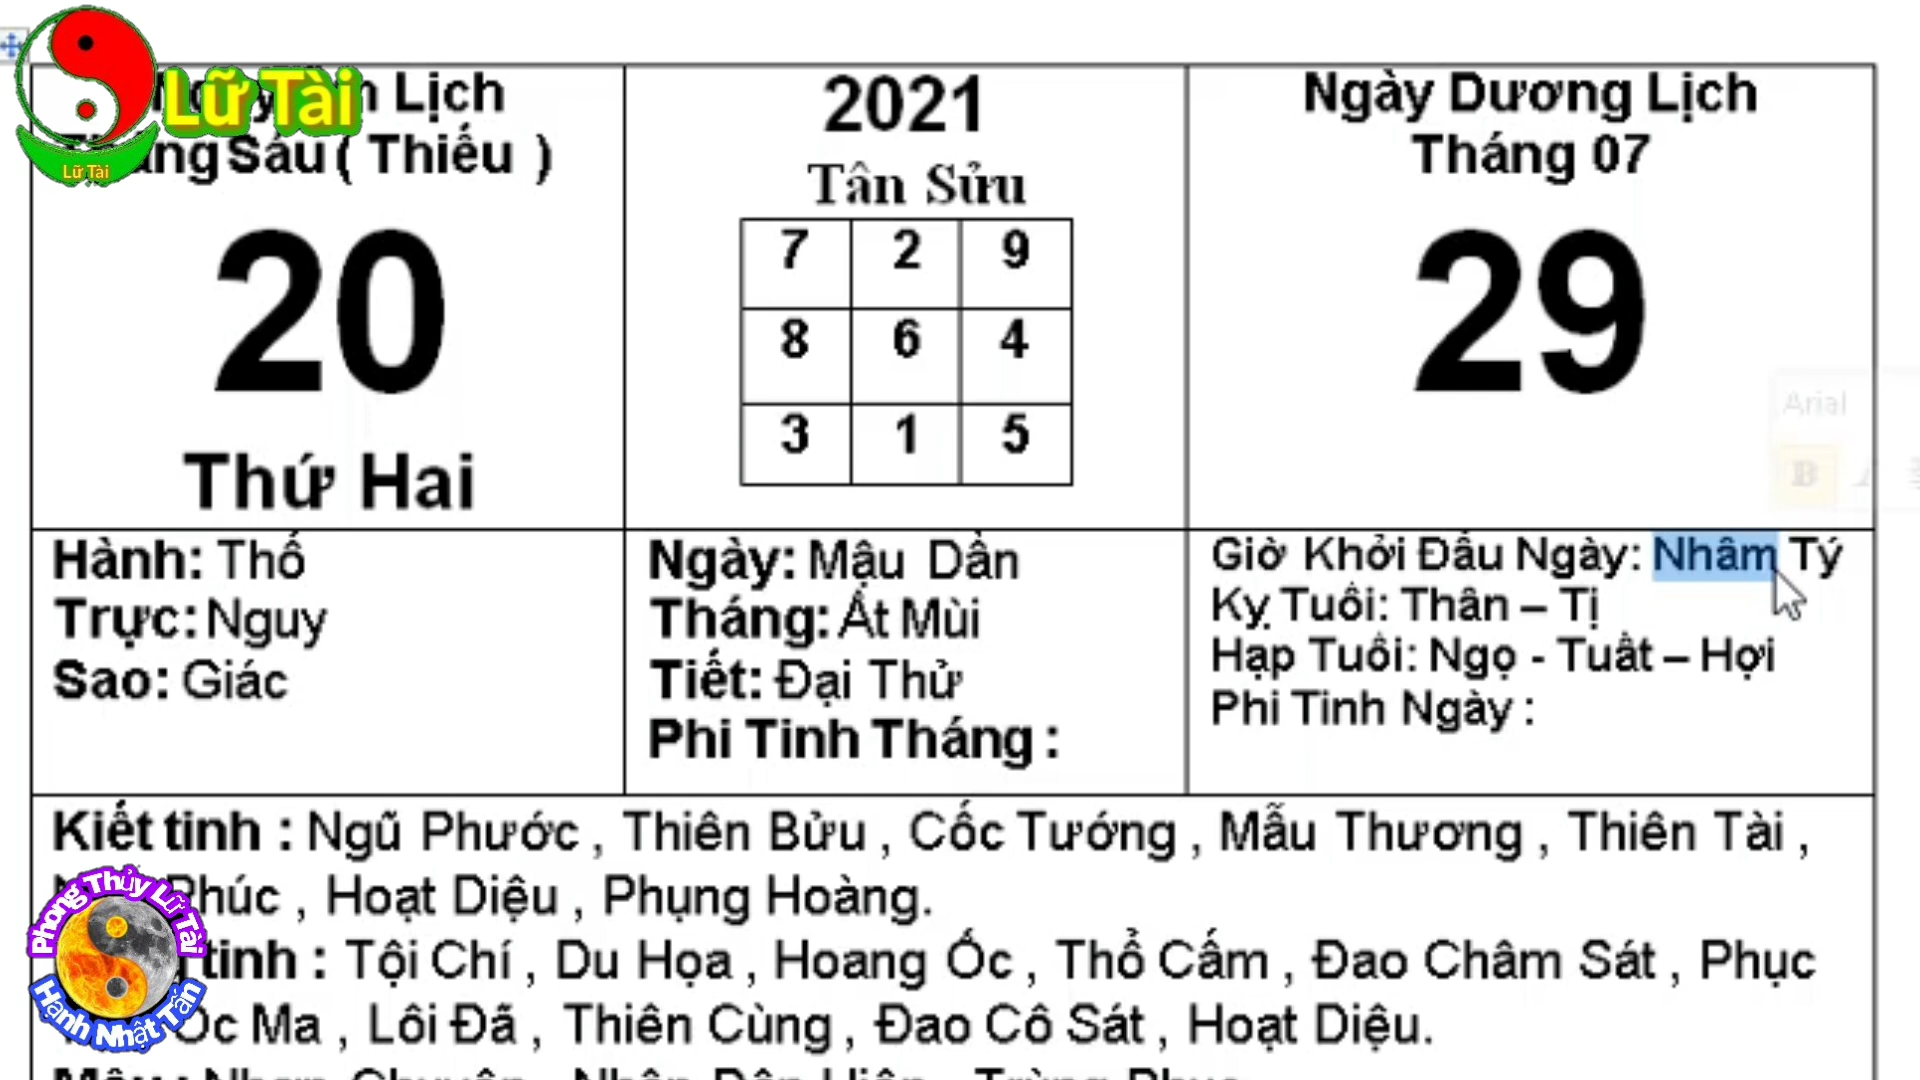 Lữ Tài
Lữ Tài
Lịch
Sáu ( Thiếu )
20
Thứ Hai
2021
Tân Sửu
7 2 9
8 6 4
3 1 5
Ngày Dương Lịch
Tháng 07
29
Arial
B
Hành: Thổ
Trực: Nguy
Sao: Giác
Ngày: Mậu Dần
Tháng: Ất Mùi
Tiết: Đại Thử
Phi Tinh Tháng :
Giờ Khởi Đầu Ngày: Nhâm Tý
Kỵ Tuổi: Thân – Tị
Hạp Tuổi: Ngọ - Tuất – Hợi
Phi Tinh Ngày :
Kiết tinh : Ngũ Phước , Thiên Bửu , Cốc Tướng , Mẫu Thương , Thiên Tài ,
Phúc , Hoạt Diệu , Phụng Hoàng.
tinh : Tội Chí , Du Họa , Hoang Ốc , Thổ Cấm , Đao Châm Sát , Phục
Ốc Ma , Lôi Đã , Thiên Cùng , Đao Cô Sát , Hoạt Diệu.
Phong Thủy Lữ Tài
Hạnh Nhật Tấn